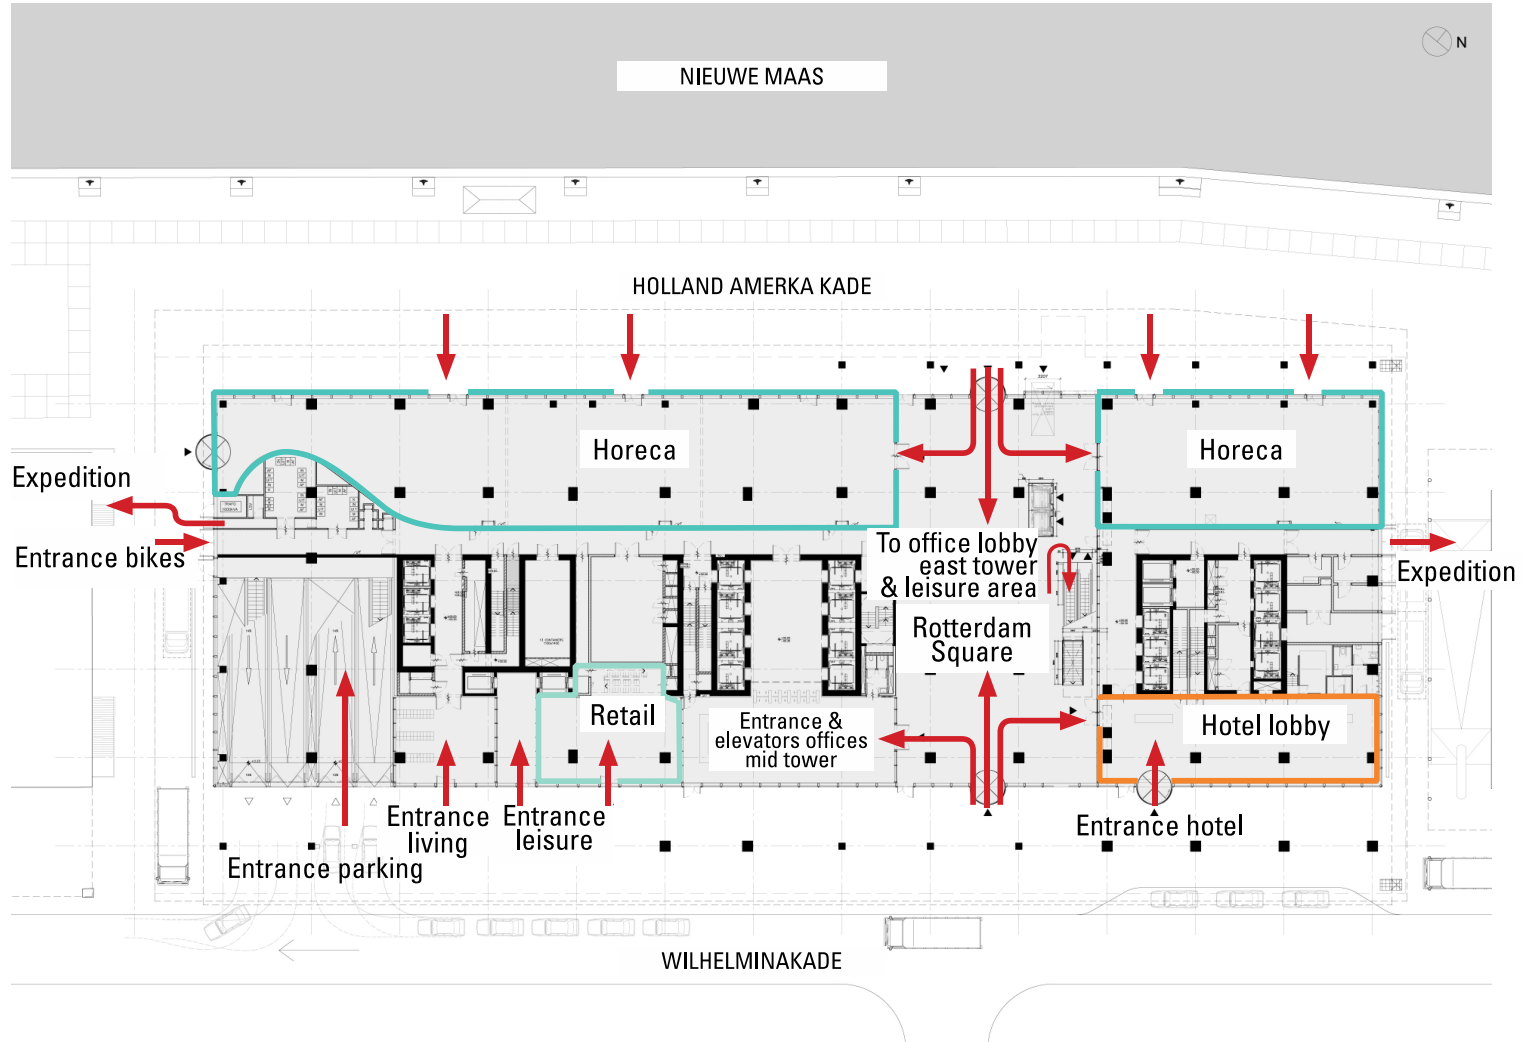 N
NIEUWE MAAS
HOLLAND AMERKA KADE
Horeca
Horeca
Expedition
Entrance bikes
To office lobby
east tower
& leisure area
Expedition
Rotterdam
Square
Retail
Entrance &
elevators offices
mid tower
Hotel lobby
Entrance
living
Entrance
leisure
Entrance hotel
Entrance parking
WILHELMINAKADE